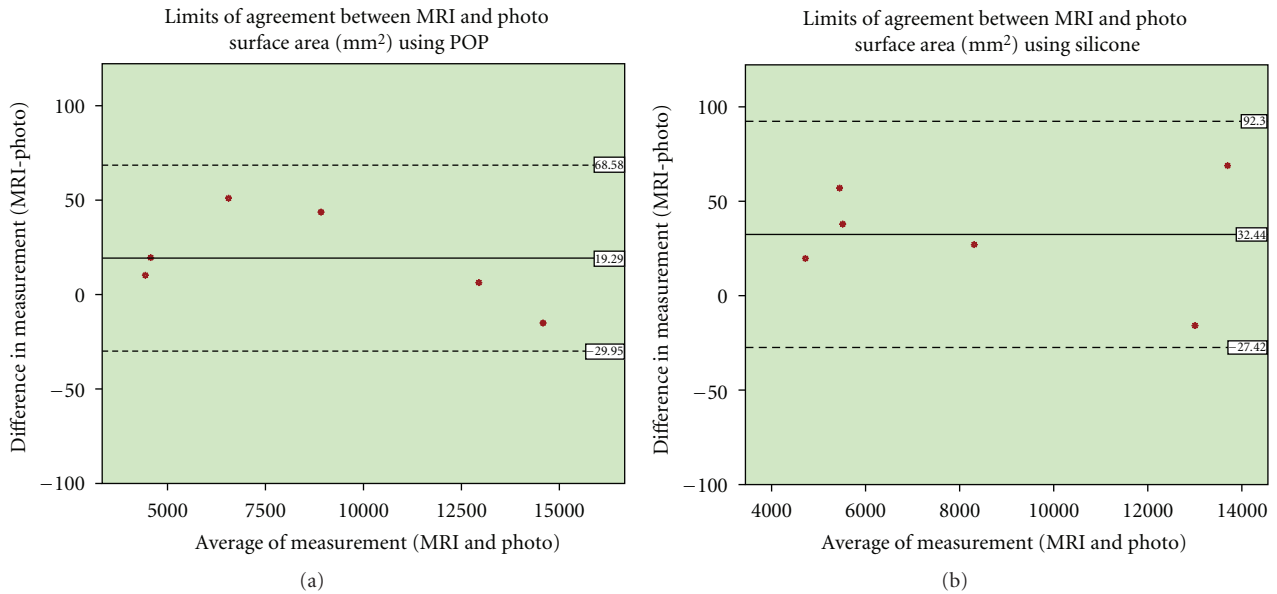 Limits of agreement between MRI and photo
surface area (mm²) using POP
Difference in measurement (MRI-photo)
100
50
0
−50
−100
68.58
19.29
−29.95
5000 7500 10000 12500 15000
Average of measurement (MRI and photo)
(a)
Limits of agreement between MRI and photo
surface area (mm²) using silicone
Difference in measurement (MRI-photo)
100
50
0
−50
−100
92.3
32.44
−27.42
4000 6000 8000 10000 12000 14000
Average of measurement (MRI and photo)
(b)